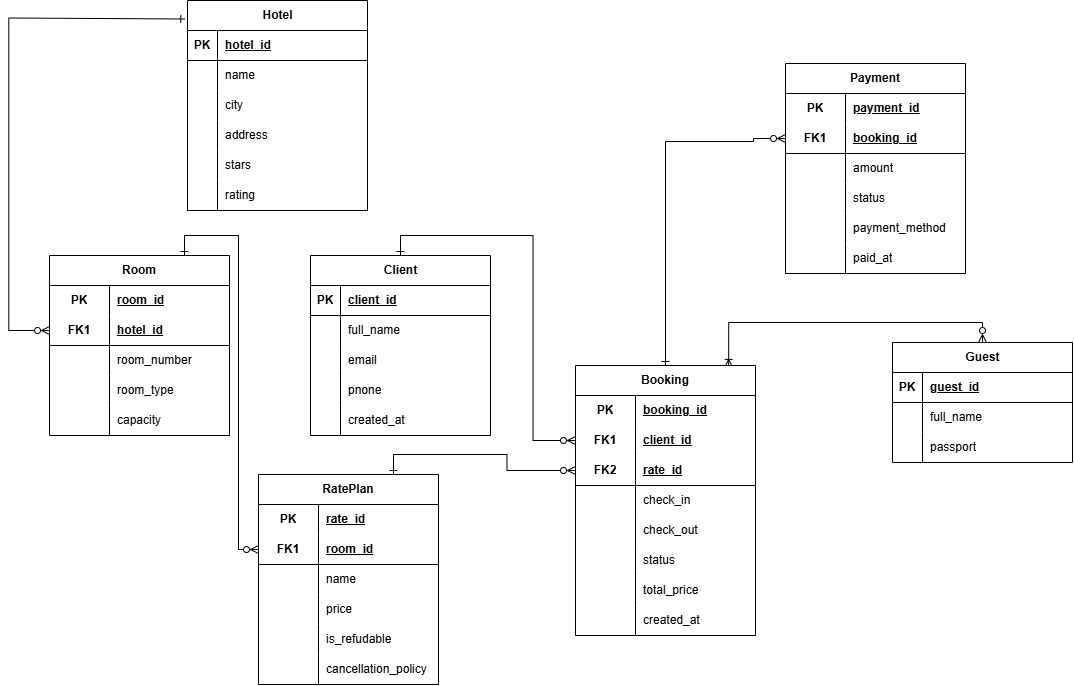 Hotel
PK hotel_id
name
city
address
stars
rating
Payment
PK payment_id
FK1 booking_id
amount
status
payment_method
paid_at
Room
PK room_id
FK1 hotel_id
room_number
room_type
capacity
Client
PK client_id
full_name
email
pnone
created_at
Guest
PK guest_id
full_name
passport
Booking
PK booking_id
FK1 client_id
FK2 rate_id
check_in
check_out
status
total_price
created_at
RatePlan
PK rate_id
FK1 room_id
name
price
is_refudable
cancellation_policy